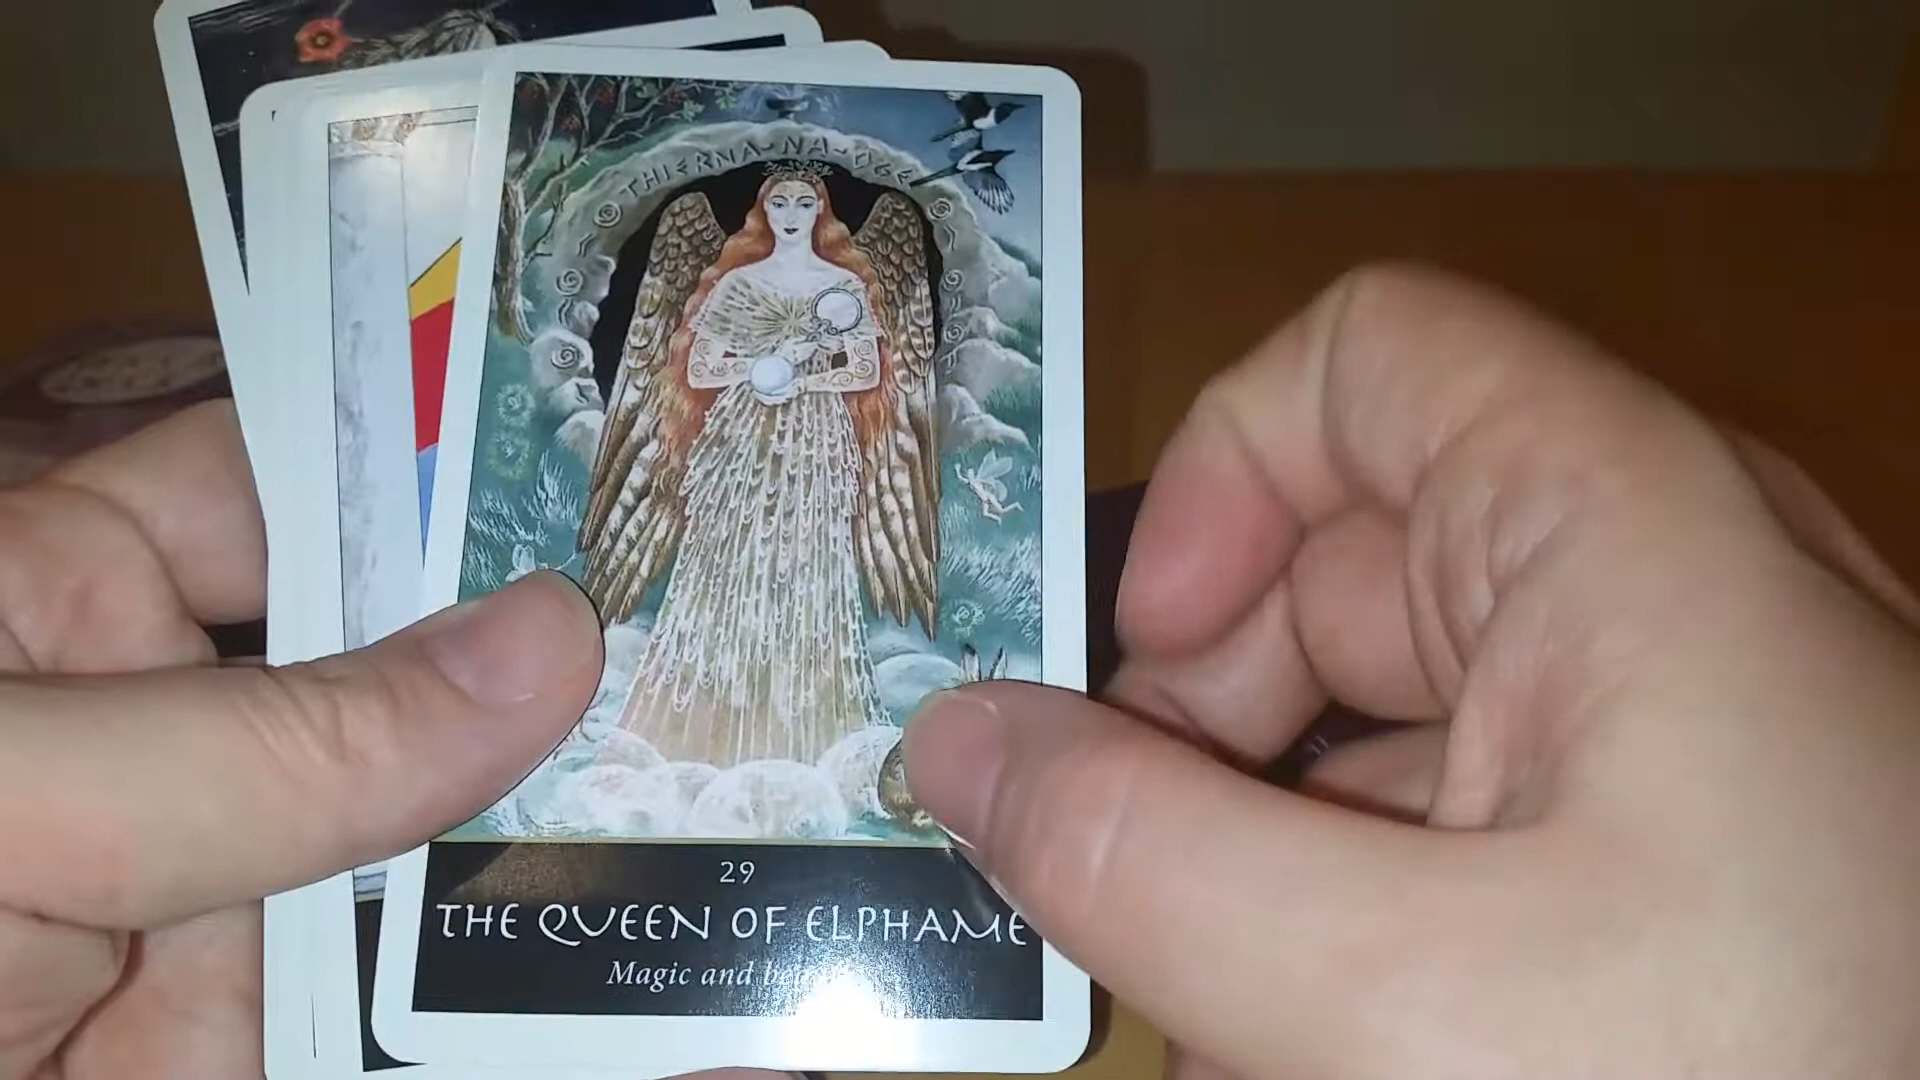 THIERNA-NA-OGE
29
THE QUEEN OF ELPHAME
Magic and